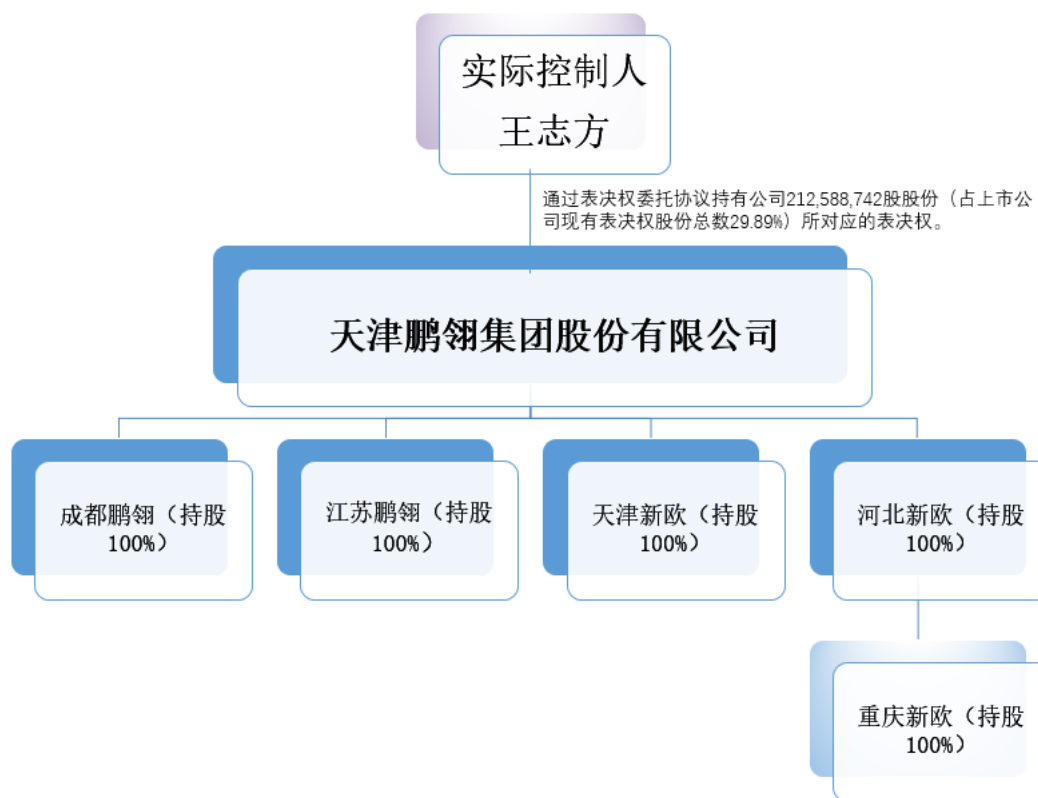 实际控制人
王志方
通过表决权委托协议持有公司212,588,742股股份（占上市公
司现有表决权股份总数29.89%）所对应的表决权。
天津鹏翎集团股份有限公司
成都鹏翎（持股
100%）
江苏鹏翎（持股
100%）
天津新欧（持股
100%）
河北新欧（持股
100%）
重庆新欧（持股
100%）